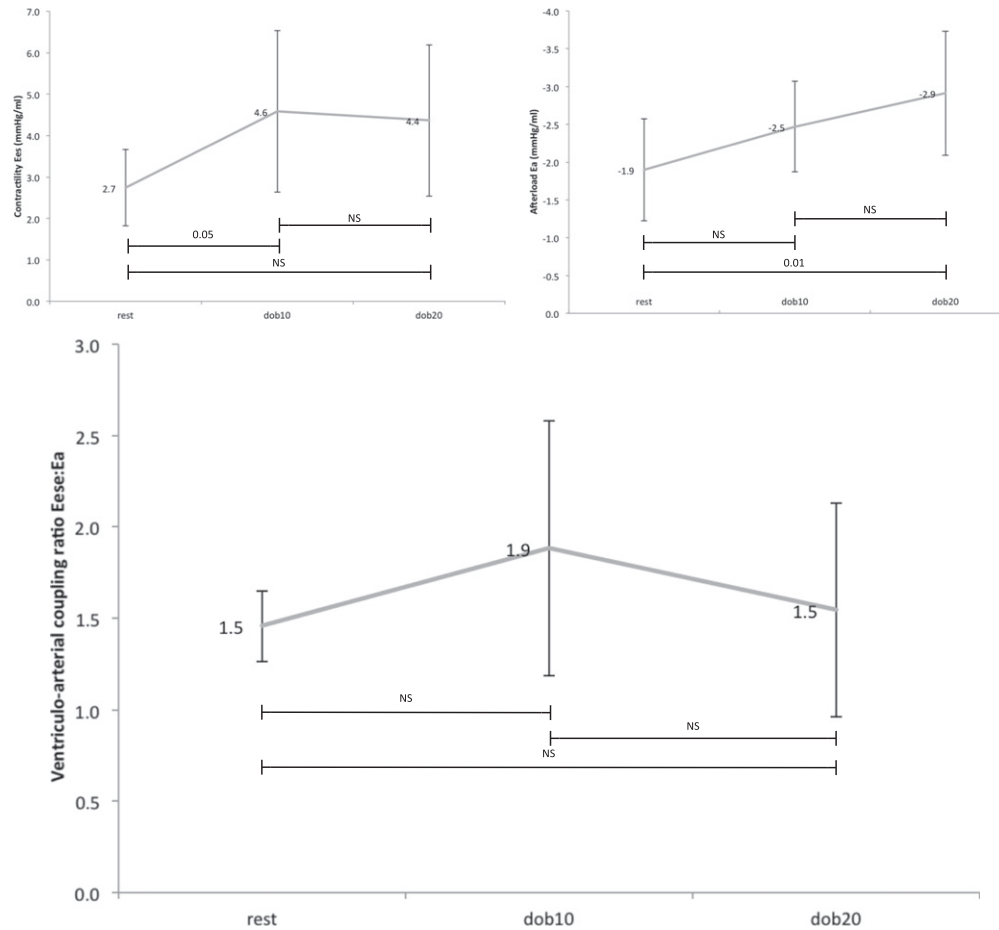 Contractility Ees (mmHg/ml)
7.0
6.0
5.0
4.0
3.0
2.0
1.0
0.0
2.7
4.6
4.4
NS
0.05
NS
rest
dob10
dob20
Afterload Ea (mmHg/ml)
-4.0
-3.5
-3.0
-2.5
-2.0
-1.5
-1.0
-0.5
0.0
-1.9
-2.5
-2.9
NS
NS
0.01
rest
dob10
dob20
Ventriculo-arterial coupling ratio Eese:Ea
3.0
2.5
2.0
1.5
1.0
0.5
0.0
1.5
1.9
1.5
NS
NS
NS
rest
dob10
dob20